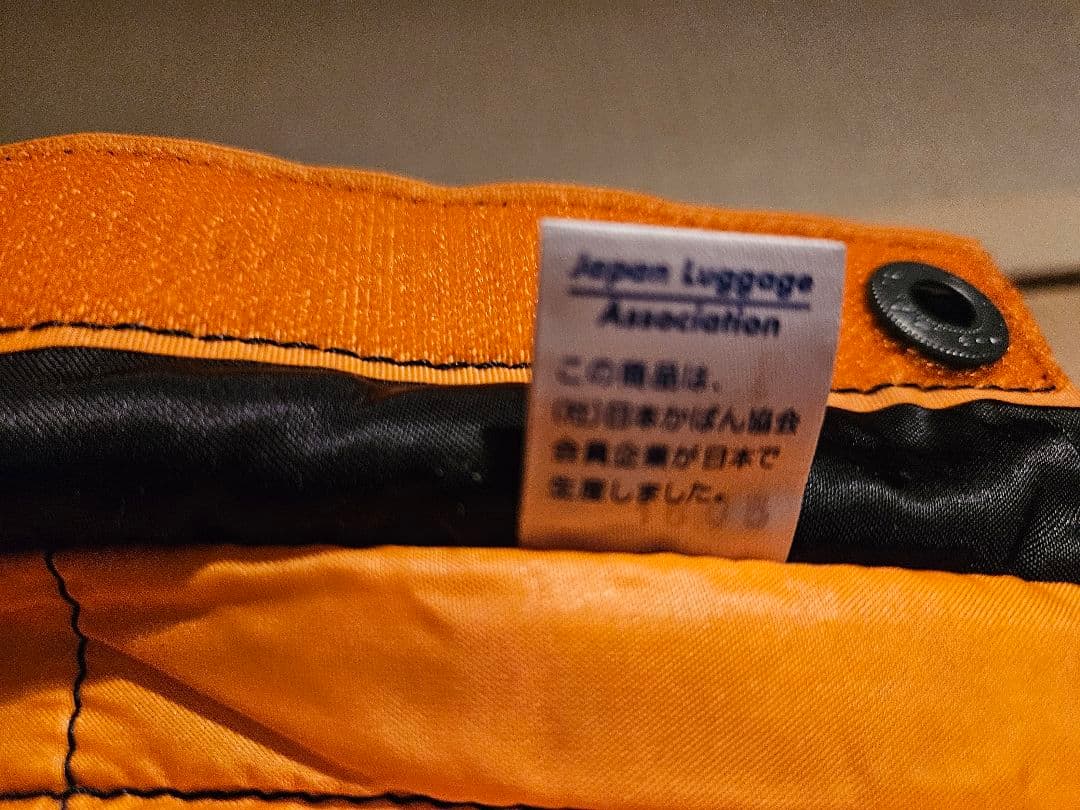 Japan Luggage
Association
この商品は、
(社)日本かばん協会
会員企業が日本で
生産しました。